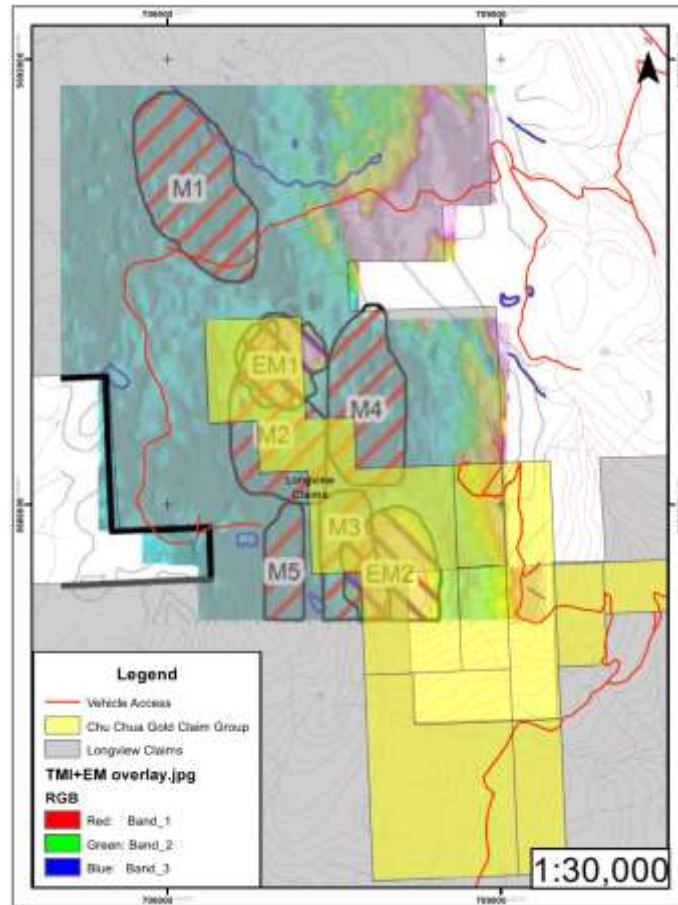 M1
EM1
M4
M2
Longview
Claims
M3
M5
EM2
Legend
Vehicle Access
Chu Chua Gold Claim Group
Longview Claims
TMI+EM overlay.jpg
RGB
Red: Band_1
Green: Band_2
Blue: Band_3
1:30,000